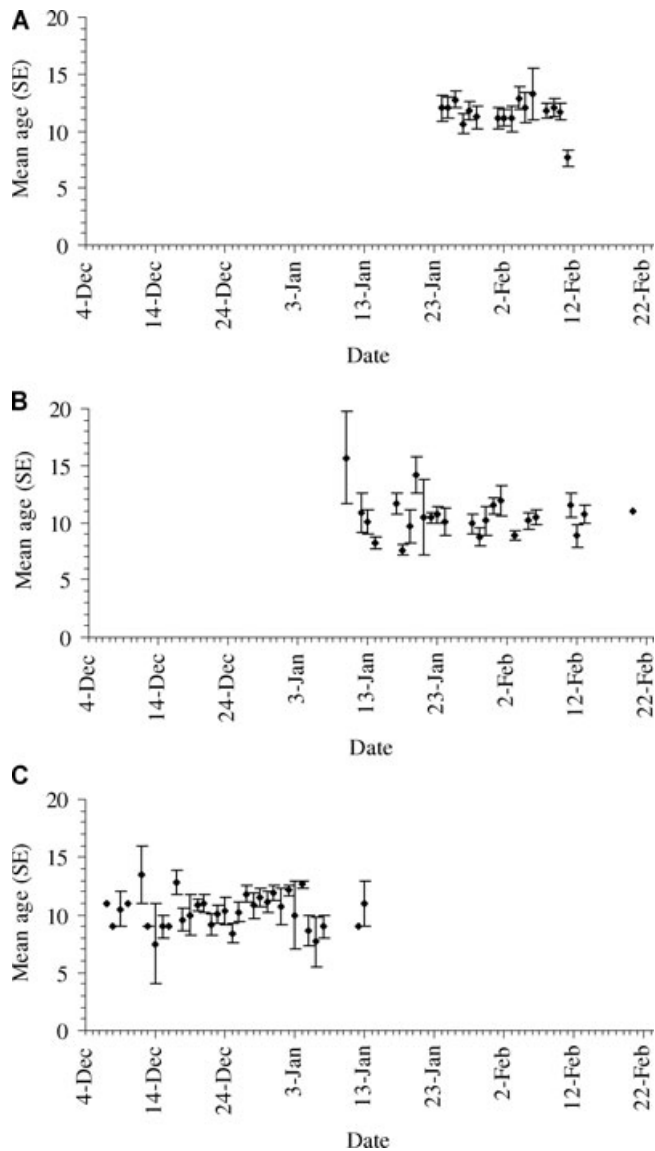 A
Mean age (SE)
20
15
10
5
0
4-Dec
14-Dec
24-Dec
3-Jan
13-Jan
23-Jan
2-Feb
12-Feb
22-Feb
Date
B
Mean age (SE)
20
15
10
5
0
4-Dec
14-Dec
24-Dec
3-Jan
13-Jan
23-Jan
2-Feb
12-Feb
22-Feb
Date
C
Mean age (SE)
20
15
10
5
0
4-Dec
14-Dec
24-Dec
3-Jan
13-Jan
23-Jan
2-Feb
12-Feb
22-Feb
Date